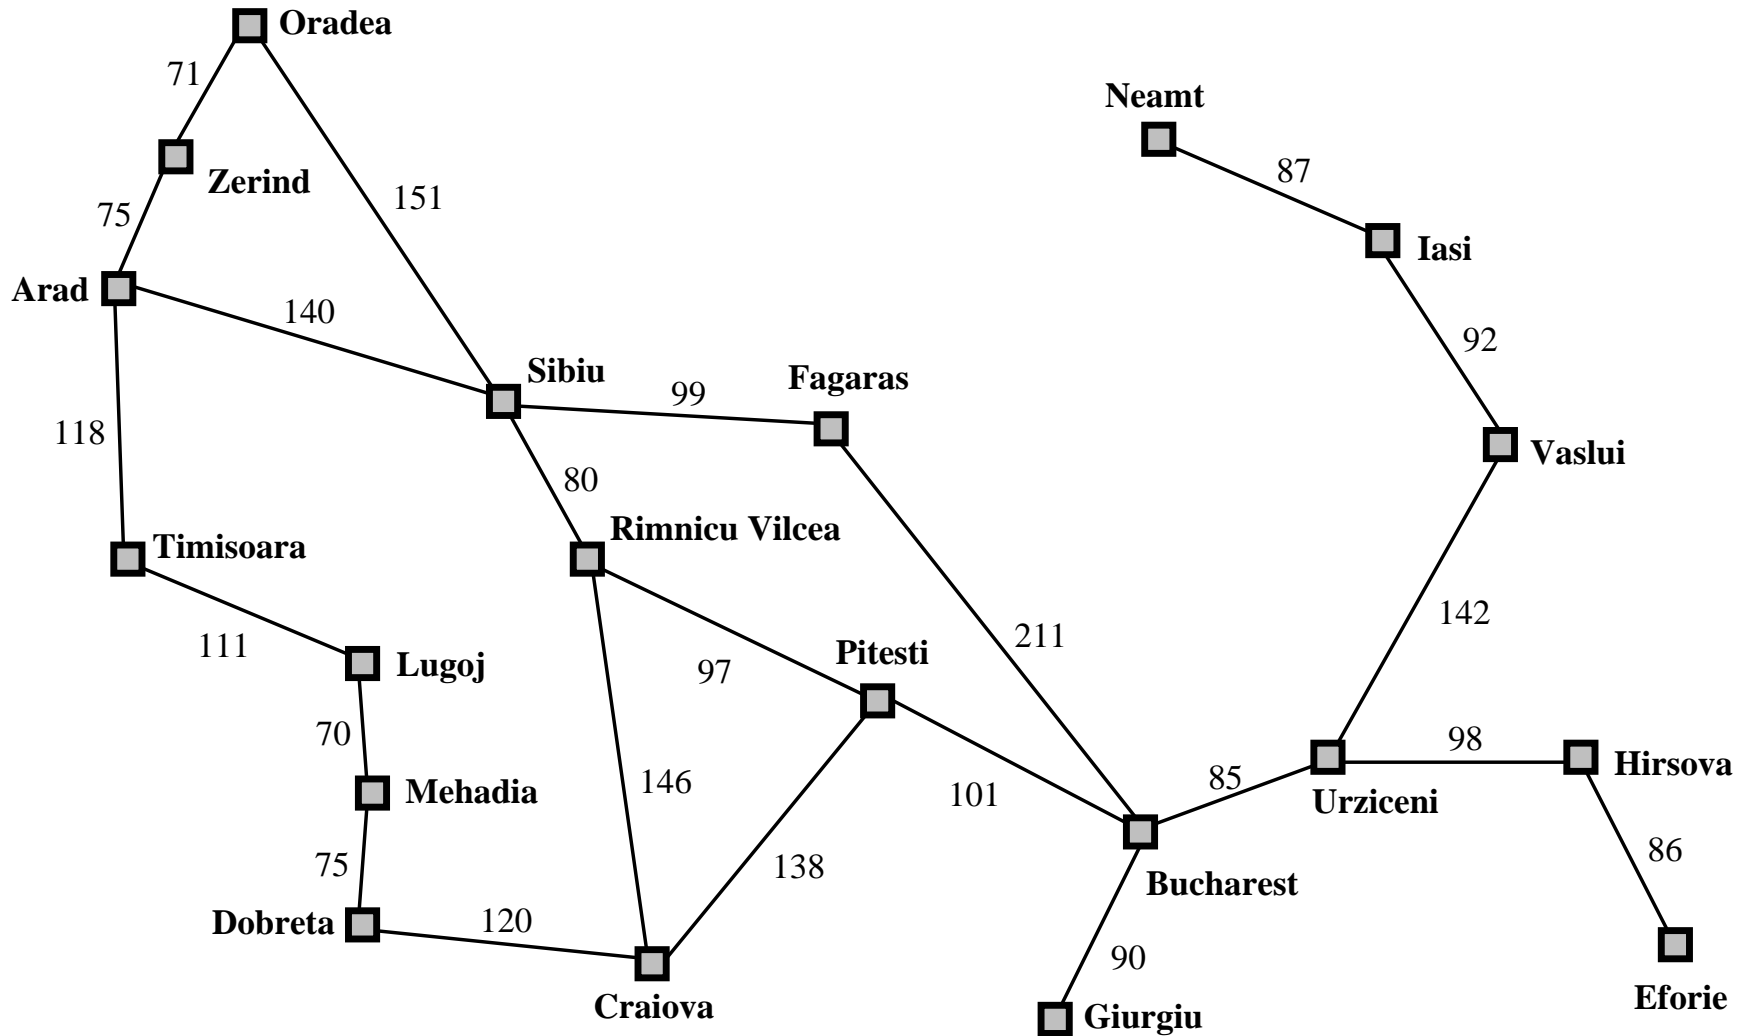 Oradea
71
Neamt
87
Zerind
151
75
Iasi
Arad
140
92
Sibiu
Fagaras
99
118
Vaslui
80
Rimnicu Vilcea
Timisoara
142
211
111
Pitesti
Lugoj
97
70
98
Hirsova
85
146
Mehadia
101
Urziceni
86
75
138
Bucharest
Dobreta
120
90
Eforie
Craiova
Giurgiu